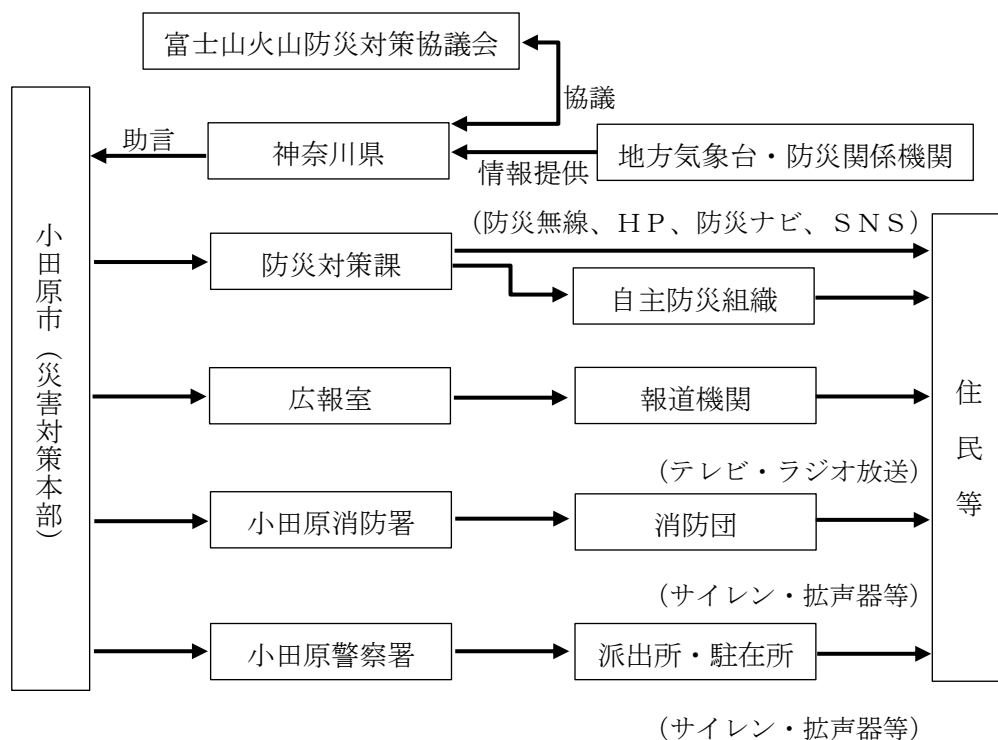 富士山火山防災対策協議会
協議
助言
神奈川県
情報提供
地方気象台・防災関係機関
小田原市（災害対策本部）
（防災無線、ＨＰ、防災ナビ、ＳＮＳ）
防災対策課
自主防災組織
広報室
報道機関
住民等
（テレビ・ラジオ放送）
小田原消防署
消防団
（サイレン・拡声器等）
小田原警察署
派出所・駐在所
（サイレン・拡声器等）